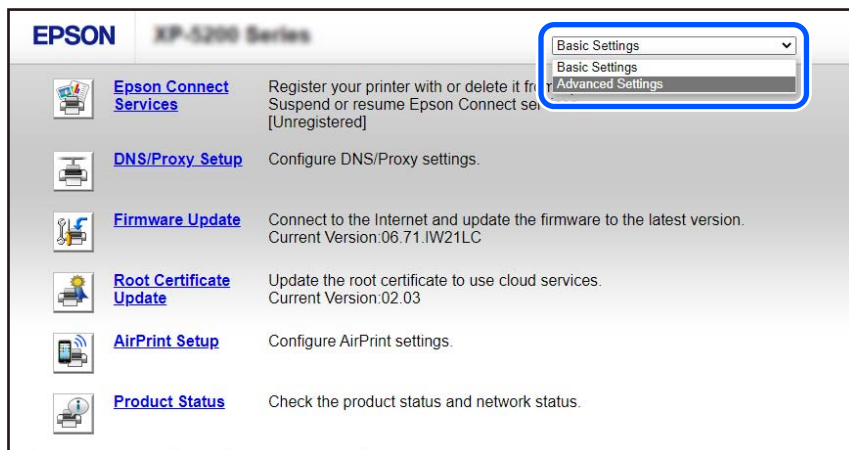 EPSON XP-5200 Series
Basic Settings
Basic Settings
Advanced Settings
Epson Connect Services
Register your printer with or delete it from
Suspend or resume Epson Connect
[Unregistered]
DNS/Proxy Setup
Configure DNS/Proxy settings.
Firmware Update
Connect to the Internet and update the firmware to the latest version.
Current Version:06.71.IW21LC
Root Certificate
Update
Update the root certificate to use cloud services.
Current Version:02.03
AirPrint Setup
Configure AirPrint settings.
Product Status
Check the product status and network status.